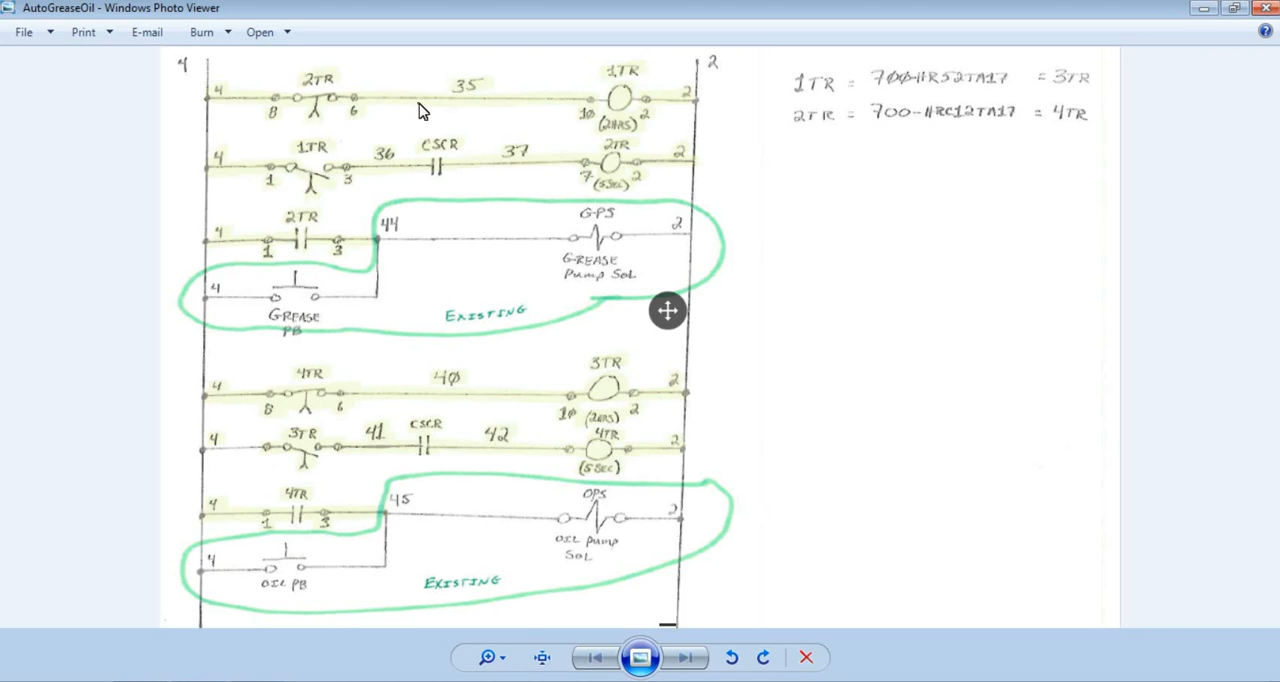 AutoGreaseOil - Windows Photo Viewer
File Print E-mail Burn Open
4 2
1TR = 700-HR52TA17 = 3TR
2TR = 700-HRC12TA17 = 4TR
4 2TR 35 1TR 2
8 6 10 2
(2HRS)
4 1TR 36 CSCR 37 2TR 2
1 3 7 2
(5SEC)
4 2TR 44 GPS 2
1 3
GREASE
Pump SOL
4
GREASE
PB
EXISTING
4 4TR 40 3TR 2
8 6 10 2
(2HRS)
4 3TR 41 CSCR 42 4TR 2
(5SEC)
4 4TR 45 OPS 2
1 3
OIL Pump
SOL
4
OIL PB
EXISTING